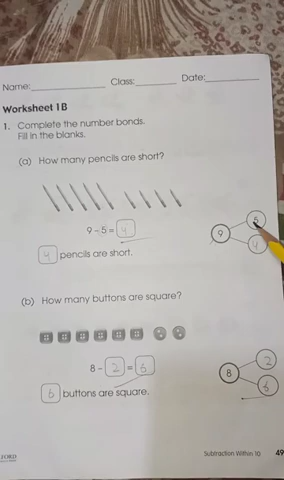 Name: Class: Date:
Worksheet 1B
1. Complete the number bonds.
Fill in the blanks.
(a) How many pencils are short?
9 – 5 = 4
9 5 4
4 pencils are short.
(b) How many buttons are square?
8 – 2 = 6
8 2 6
6 buttons are square.
Subtraction Within 10 49